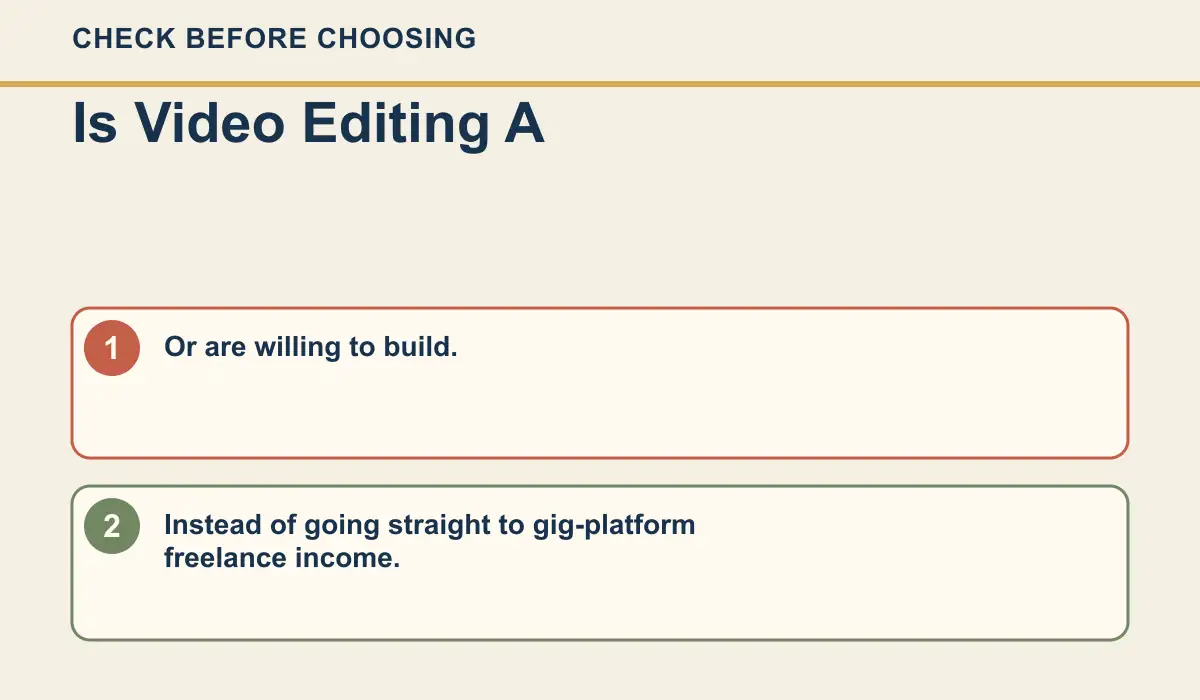 CHECK BEFORE CHOOSING
Is Video Editing A
1
Or are willing to build.
2
Instead of going straight to gig-platform
freelance income.